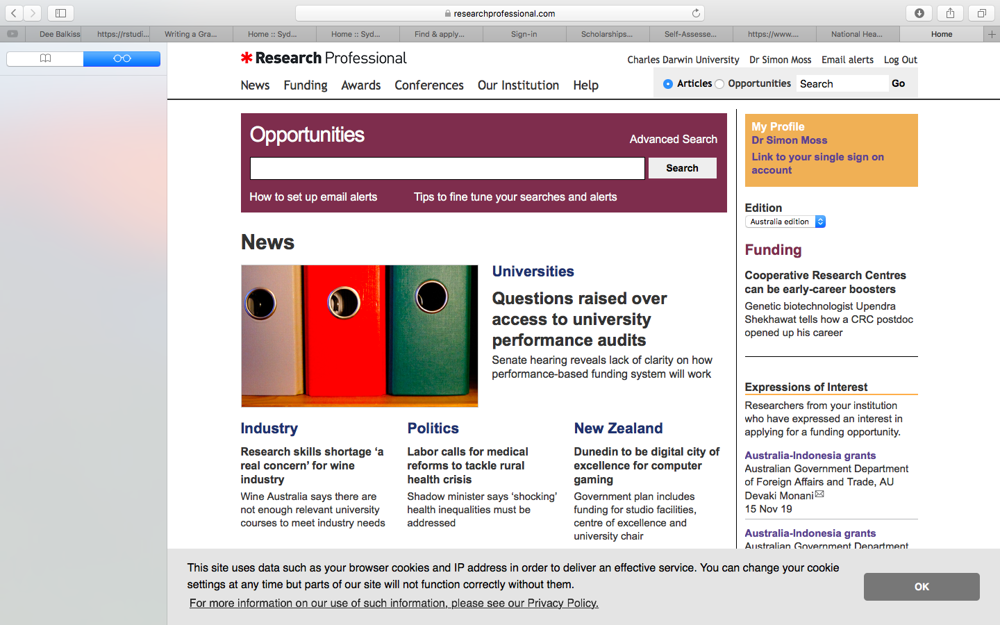 researchprofessional.com
Dee Balkiss
https://rstudi...
Writing a Gra...
Home :: Syd...
Home :: Syd...
Find & apply...
Sign-in
Scholarships...
Self-Assesse...
https://www....
National Hea...
Home
Research Professional
Charles Darwin University Dr Simon Moss Email alerts Log Out
News Funding Awards Conferences Our Institution Help
Articles Opportunities Search Go
Opportunities
Advanced Search
Search
How to set up email alerts
Tips to fine tune your searches and alerts
News
Universities
Questions raised over
access to university
performance audits
Senate hearing reveals lack of clarity on how
performance-based funding system will work
Industry
Research skills shortage ‘a
real concern’ for wine
industry
Wine Australia says there are
not enough relevant university
courses to meet industry needs
Politics
Labor calls for medical
reforms to tackle rural
health crisis
Shadow minister says ‘shocking’
health inequalities must be
addressed
New Zealand
Dunedin to be digital city of
excellence for computer
gaming
Government plan includes
funding for studio facilities,
centre of excellence and
university chair
My Profile
Dr Simon Moss
Link to your single sign on
account
Edition
Australia edition
Funding
Cooperative Research Centres
can be early-career boosters
Genetic biotechnologist Upendra
Shekhawat tells how a CRC postdoc
opened up his career
Expressions of Interest
Researchers from your institution
who have expressed an interest in
applying for a funding opportunity.
Australia-Indonesia grants
Australian Government Department
of Foreign Affairs and Trade, AU
Devaki Monani
15 Nov 19
Australia-Indonesia grants
Australian Government Department
This site uses data such as your browser cookies and IP address in order to deliver an effective service. You can change your cookie
settings at any time but parts of our site will not function correctly without them.
For more information on our use of such information, please see our Privacy Policy.
OK